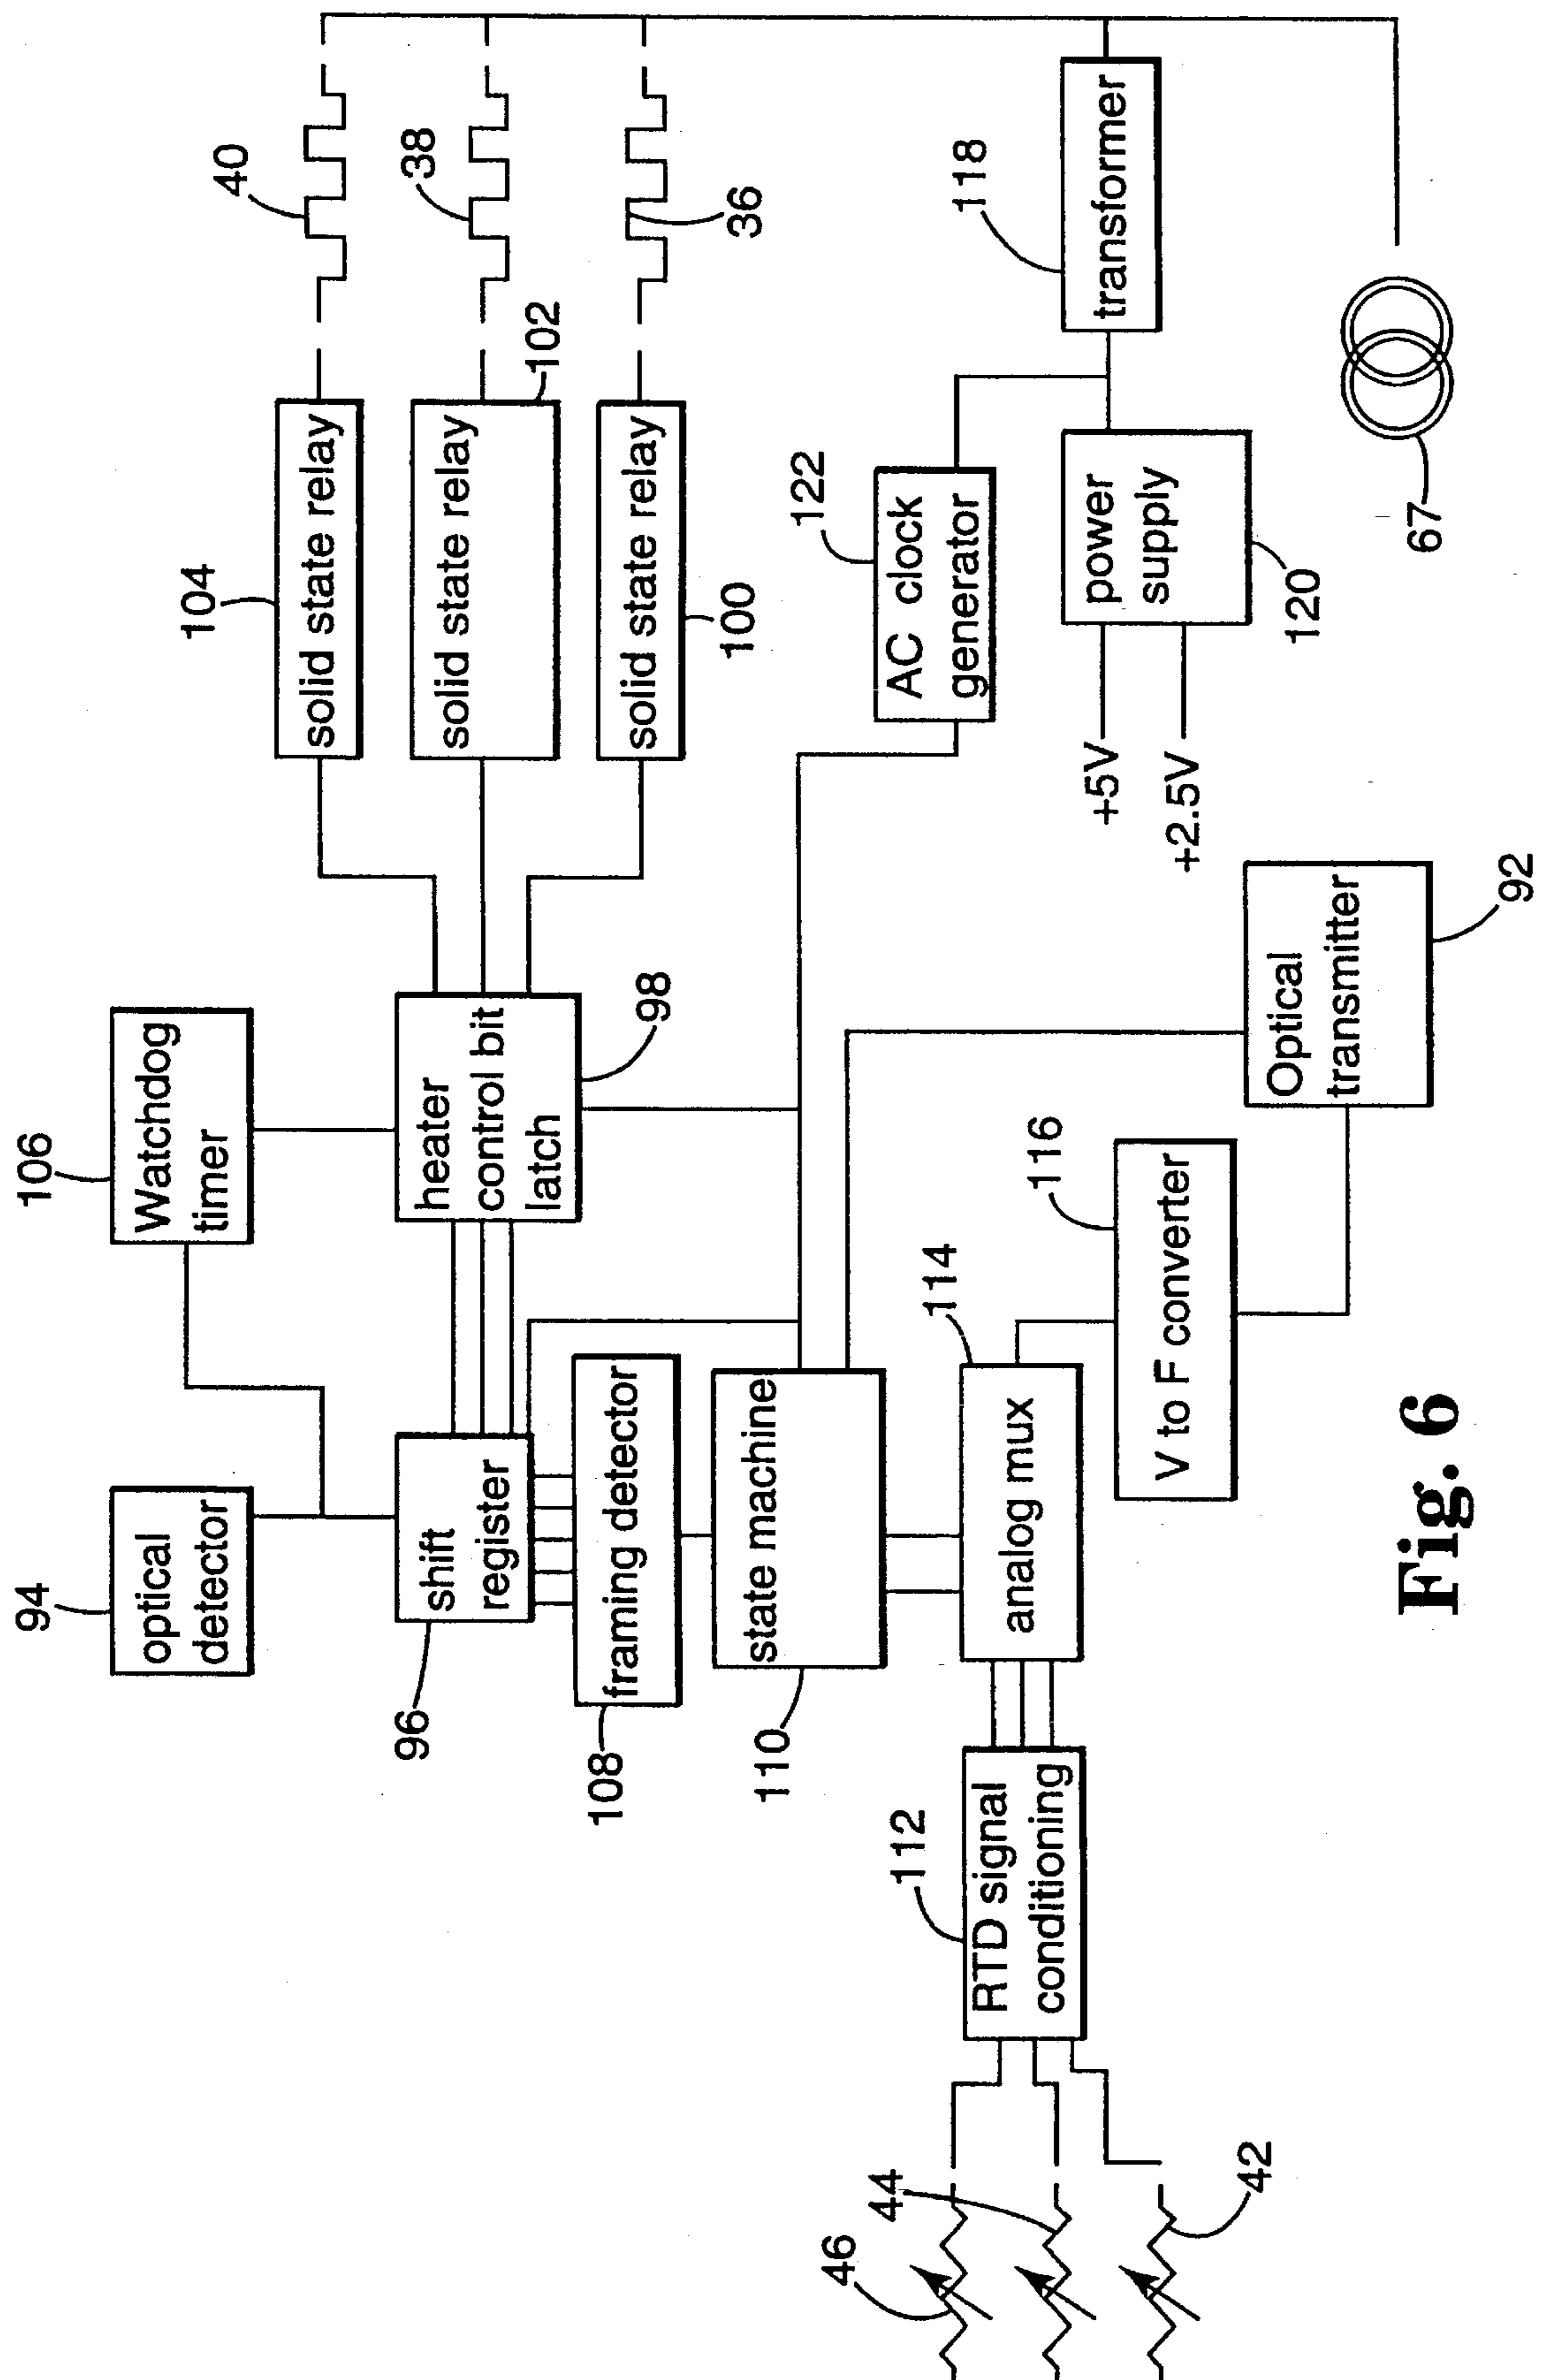 94
optical
detector
106
Watchdog
timer
104
solid state relay
40
96
shift
register
heater
control bit
latch
98
solid state relay
102
38
108
framing detector
solid state relay
100
36
110
state machine
122
AC clock
generator
118
transformer
112
RTD signal
conditioning
114
analog mux
116
V to F converter
+5V
+2.5V
power
supply
120
46
44
42
Optical
transmitter
92
67
Fig. 6